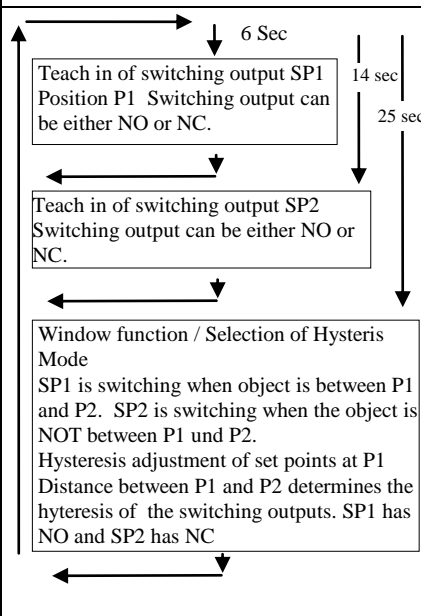 6 Sec
Teach in of switching output SP1
Position P1  Switching output can
be either NO or NC.
14 sec
25 sec
Teach in of switching output SP2
Switching output can be either NO or
NC.
Window function / Selection of Hysteris
Mode
SP1 is switching when object is between P1
and P2.  SP2 is switching when the object is
NOT between P1 und P2.
Hysteresis adjustment of set points at P1
Distance between P1 and P2 determines the
hyteresis of  the switching outputs. SP1 has
NO and SP2 has NC